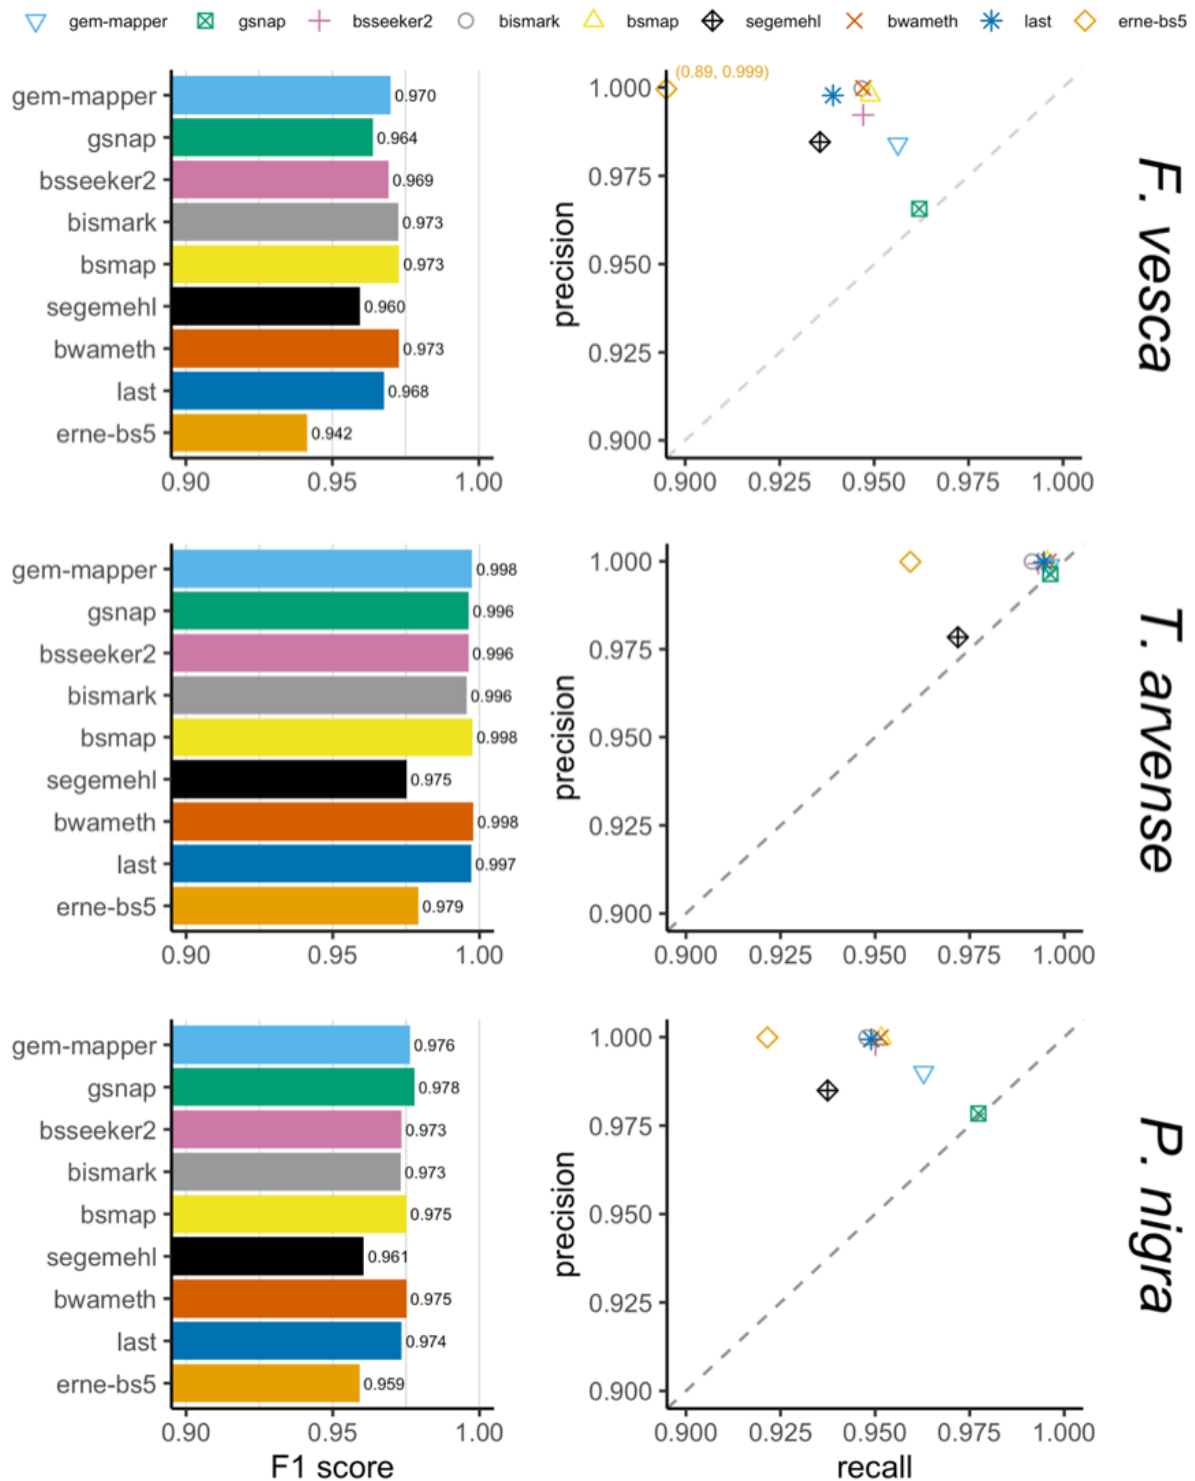 gem-mapper gsnap bsseeker2 bismark bsmap segemehl bwameth last erne-bs5
gem-mapper 0.970
gsnap 0.964
bsseeker2 0.969
bismark 0.973
bsmap 0.973
segemehl 0.960
bwameth 0.973
last 0.968
erne-bs5 0.942
0.90 0.95 1.00
(0.89, 0.999)
1.000
0.975
0.950
0.925
0.900
precision
0.900 0.925 0.950 0.975 1.000
F. vesca
gem-mapper 0.998
gsnap 0.996
bsseeker2 0.996
bismark 0.996
bsmap 0.998
segemehl 0.975
bwameth 0.998
last 0.997
erne-bs5 0.979
0.90 0.95 1.00
1.000
0.975
0.950
0.925
0.900
precision
0.900 0.925 0.950 0.975 1.000
T. arvense
gem-mapper 0.976
gsnap 0.978
bsseeker2 0.973
bismark 0.973
bsmap 0.975
segemehl 0.961
bwameth 0.975
last 0.974
erne-bs5 0.959
0.90 0.95 1.00
F1 score
1.000
0.975
0.950
0.925
0.900
precision
0.900 0.925 0.950 0.975 1.000
recall
P. nigra